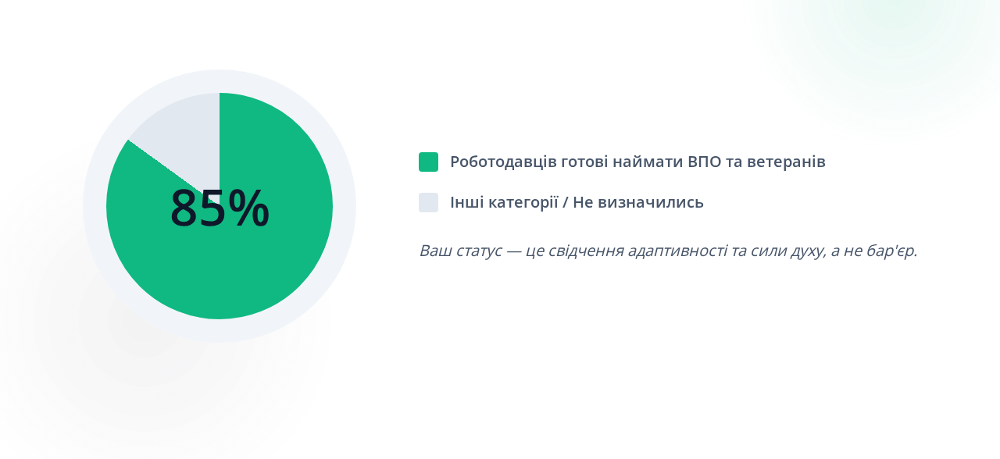 85%
Роботодавців готові наймати ВПО та ветеранів
Інші категорії / Не визначились
Ваш статус — це свідчення адаптивності та сили духу, а не бар'єр.